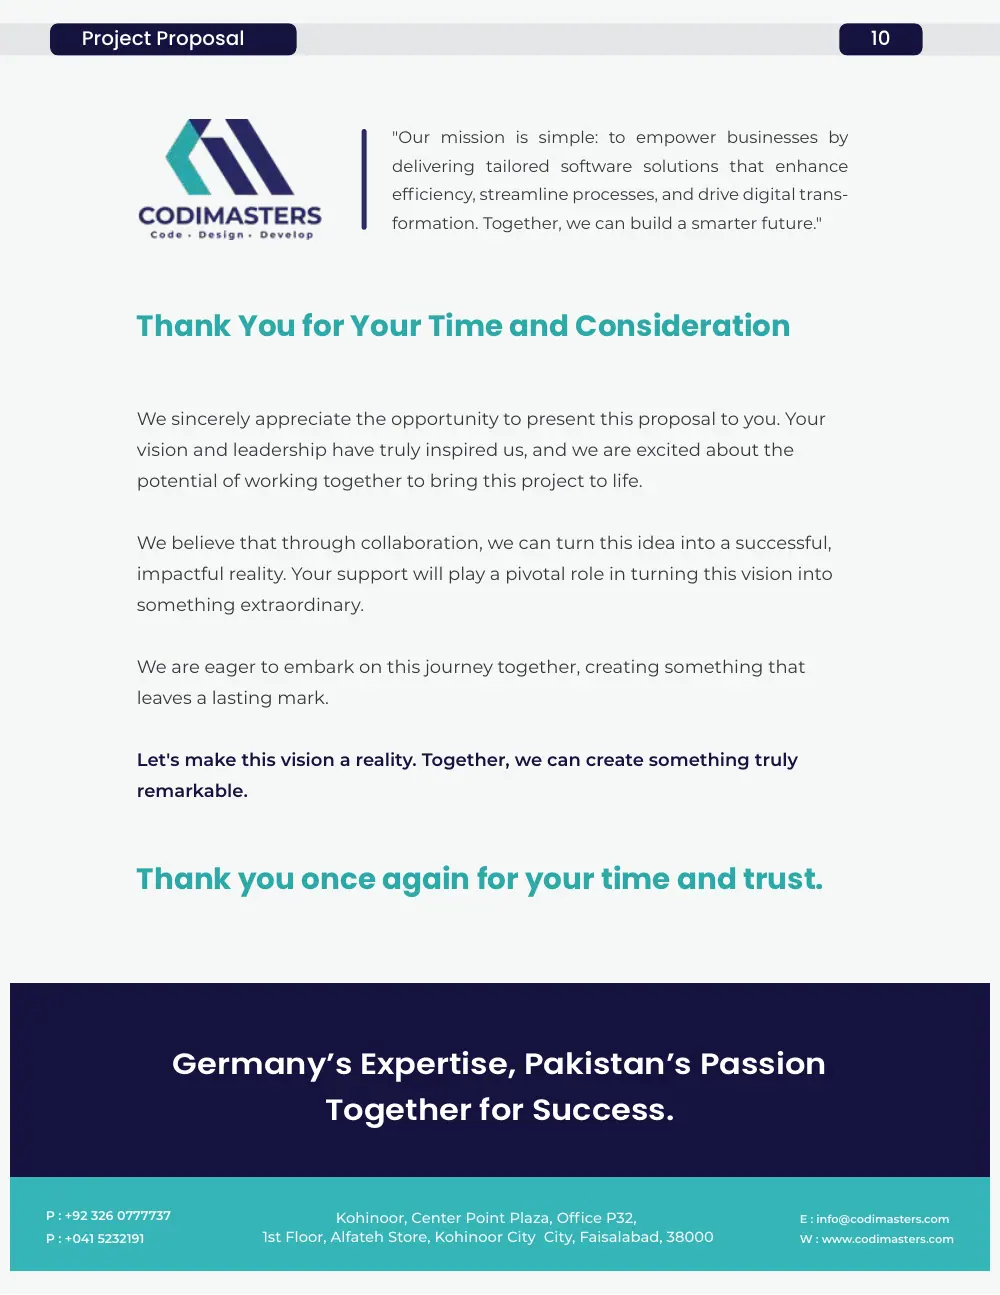 Project Proposal
10
CODIMASTERS
Code · Design · Develop
"Our mission is simple: to empower businesses by
delivering tailored software solutions that enhance
efficiency, streamline processes, and drive digital trans-
formation. Together, we can build a smarter future."
Thank You for Your Time and Consideration
We sincerely appreciate the opportunity to present this proposal to you. Your
vision and leadership have truly inspired us, and we are excited about the
potential of working together to bring this project to life.
We believe that through collaboration, we can turn this idea into a successful,
impactful reality. Your support will play a pivotal role in turning this vision into
something extraordinary.
We are eager to embark on this journey together, creating something that
leaves a lasting mark.
Let's make this vision a reality. Together, we can create something truly
remarkable.
Thank you once again for your time and trust.
Germany’s Expertise, Pakistan’s Passion
Together for Success.
P : +92 326 0777737
P : +041 5232191
Kohinoor, Center Point Plaza, Office P32,
1st Floor, Alfateh Store, Kohinoor City  City, Faisalabad, 38000
E : info@codimasters.com
W : www.codimasters.com